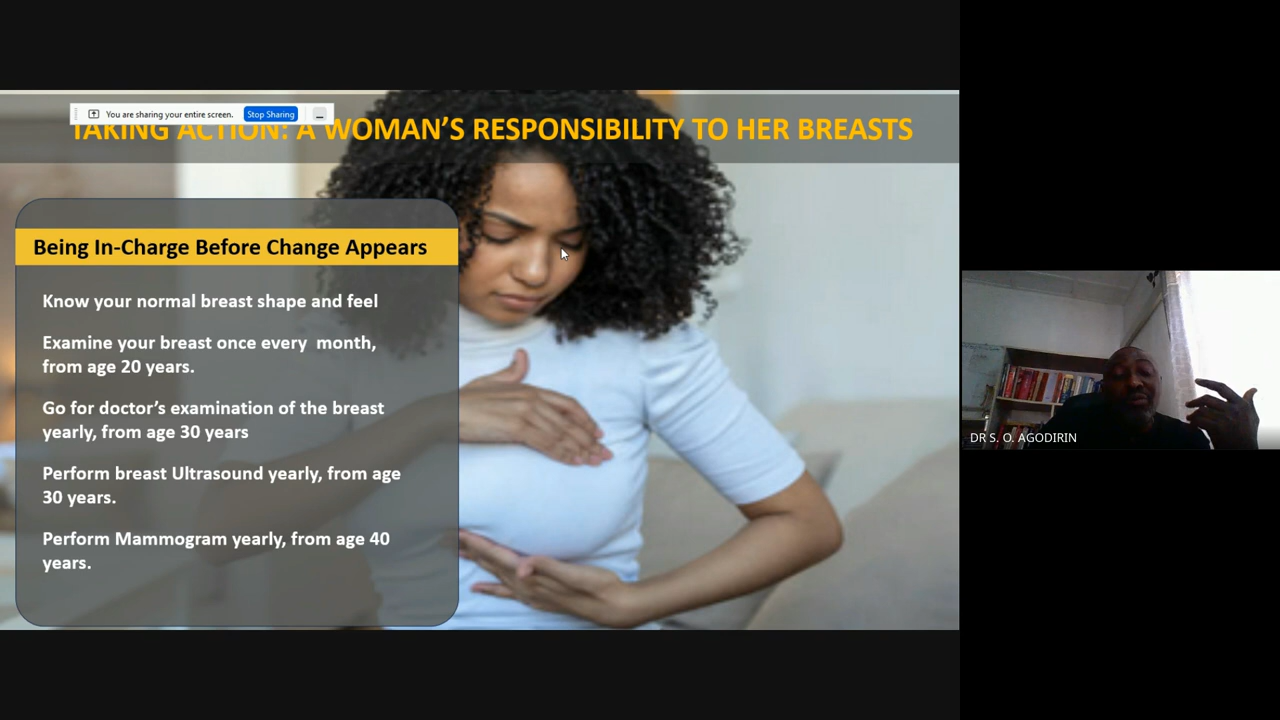 You are sharing your entire screen. Stop Sharing
TAKING ACTION: A WOMAN'S RESPONSIBILITY TO HER BREASTS
Being In-Charge Before Change Appears
Know your normal breast shape and feel
Examine your breast once every  month,
from age 20 years.
Go for doctor's examination of the breast
yearly, from age 30 years
Perform breast Ultrasound yearly, from age
30 years.
Perform Mammogram yearly, from age 40
years.
DR S. O. AGODIRIN